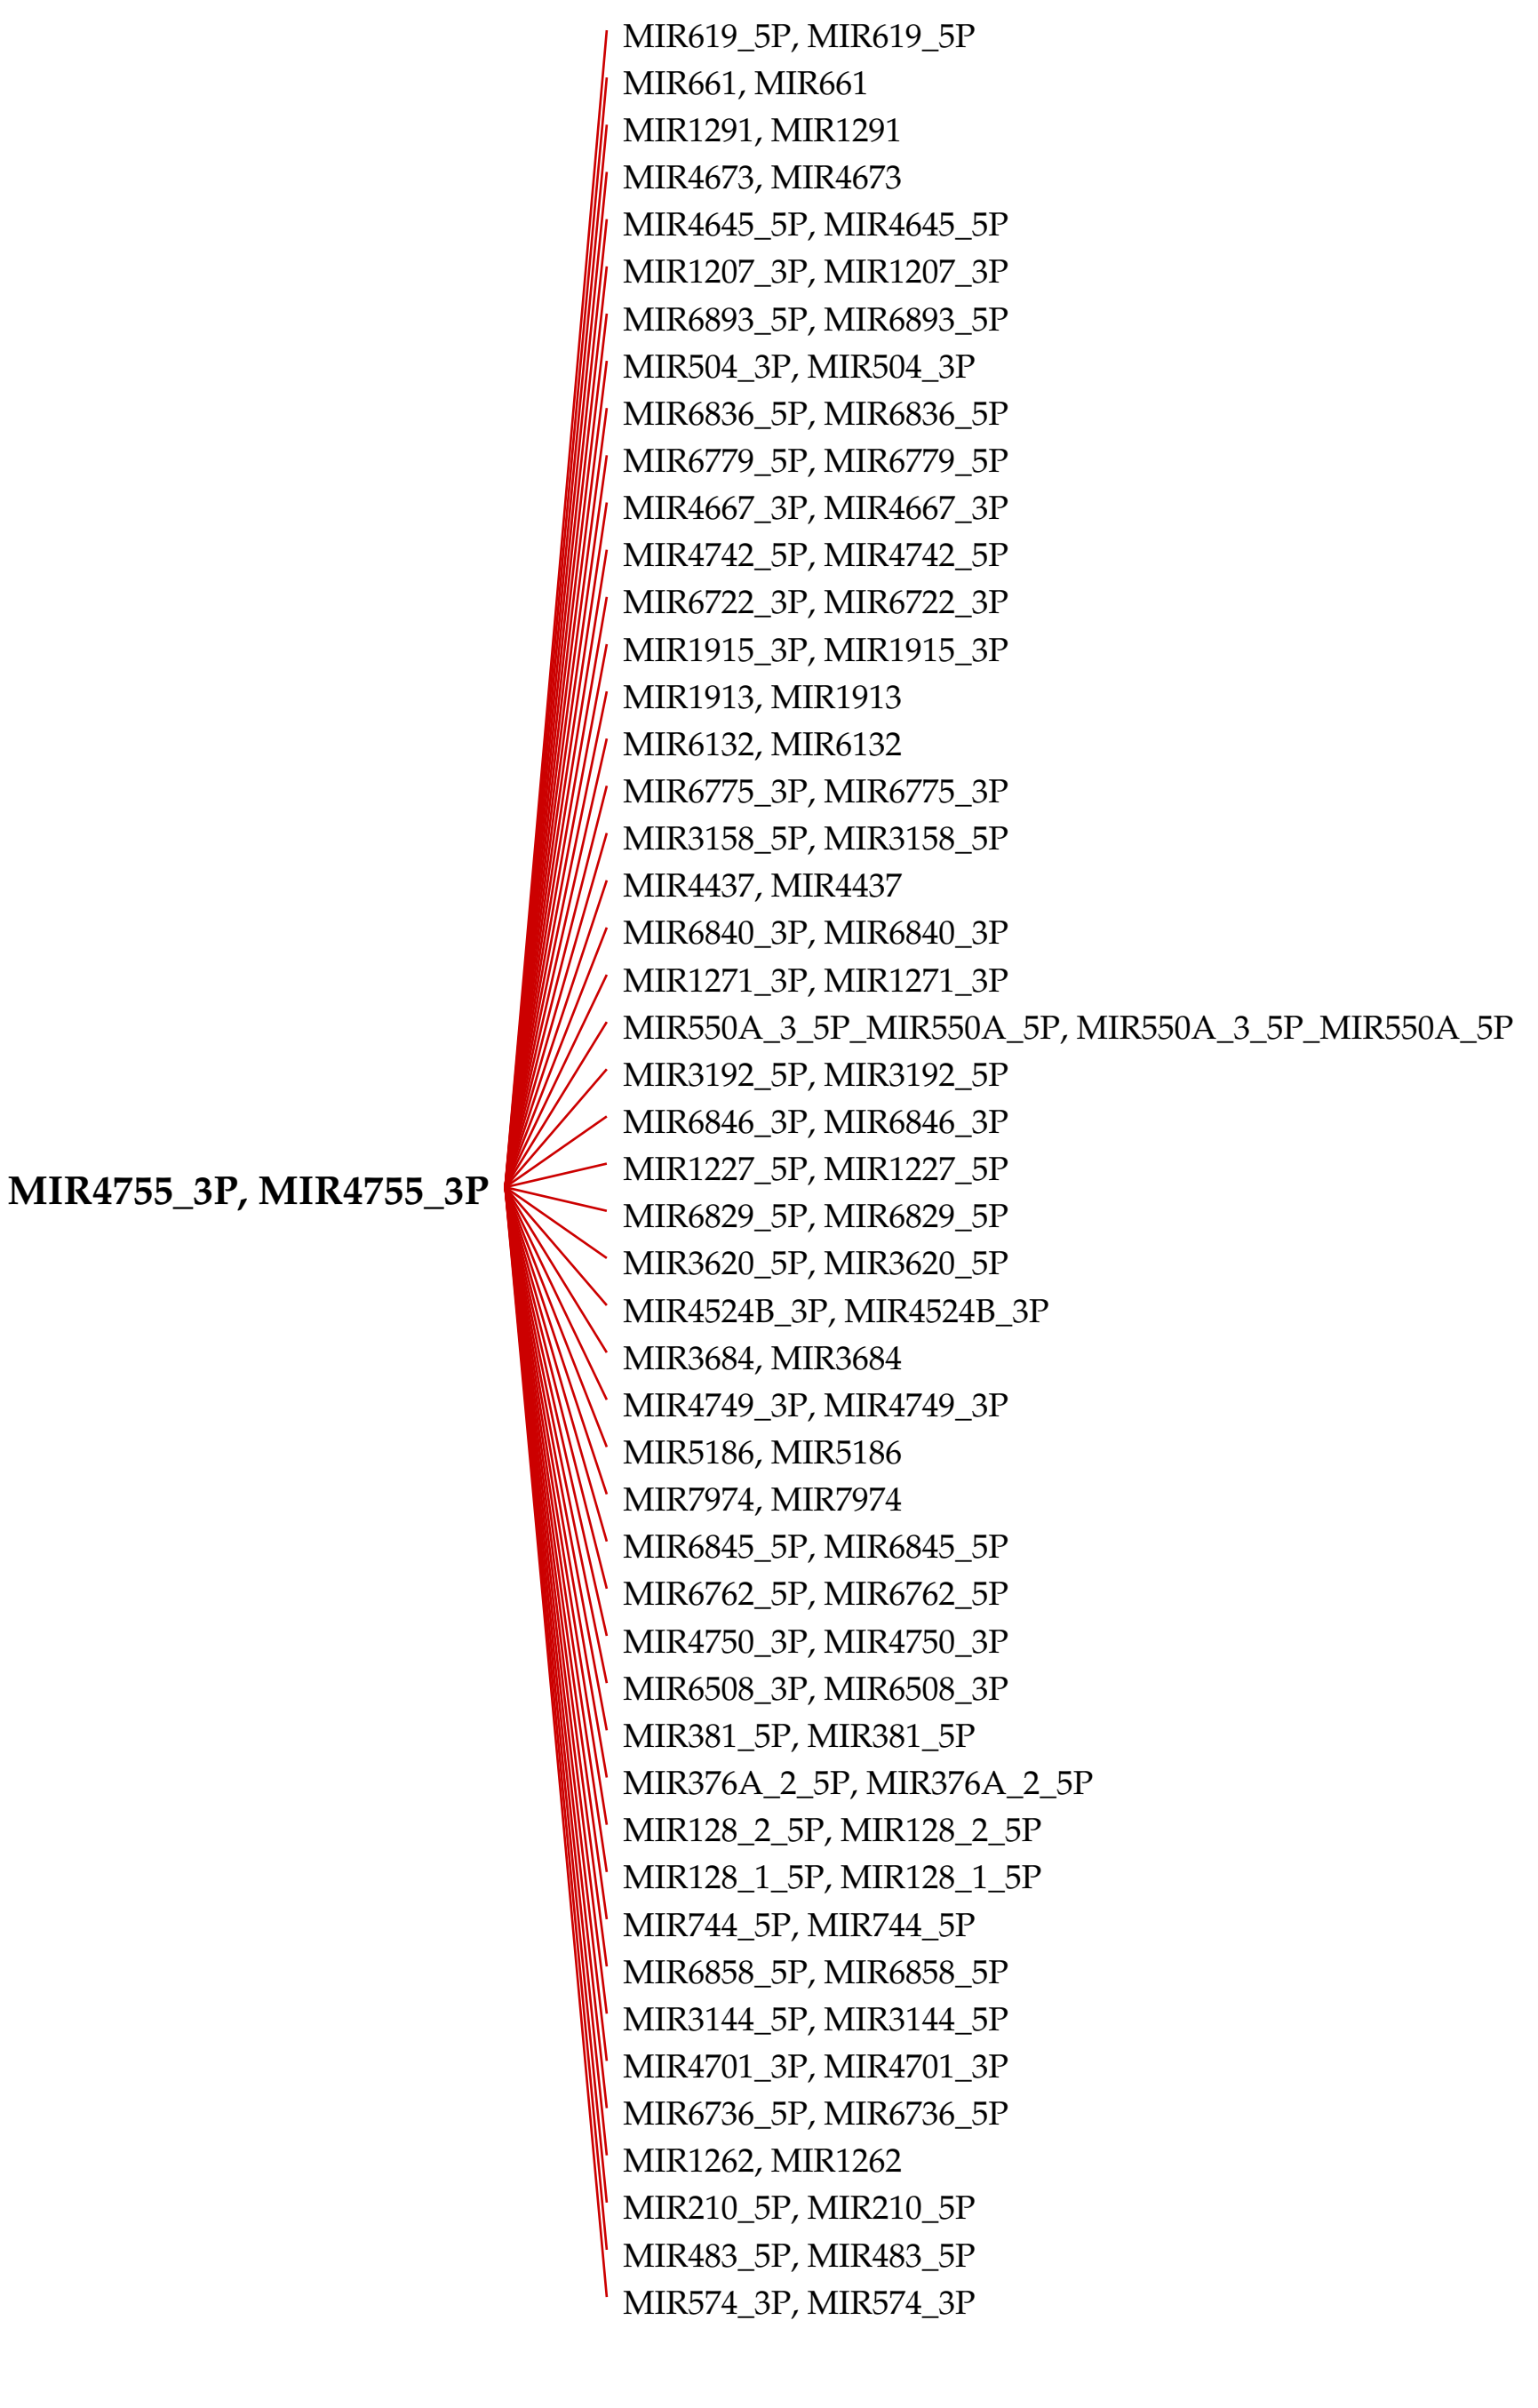 MIR619_5P, MIR619_5P
MIR661, MIR661
MIR1291, MIR1291
MIR4673, MIR4673
MIR4645_5P, MIR4645_5P
MIR1207_3P, MIR1207_3P
MIR6893_5P, MIR6893_5P
MIR504_3P, MIR504_3P
MIR6836_5P, MIR6836_5P
MIR6779_5P, MIR6779_5P
MIR4667_3P, MIR4667_3P
MIR4742_5P, MIR4742_5P
MIR6722_3P, MIR6722_3P
MIR1915_3P, MIR1915_3P
MIR1913, MIR1913
MIR6132, MIR6132
MIR6775_3P, MIR6775_3P
MIR3158_5P, MIR3158_5P
MIR4437, MIR4437
MIR6840_3P, MIR6840_3P
MIR1271_3P, MIR1271_3P
MIR550A_3_5P_MIR550A_5P, MIR550A_3_5P_MIR550A_5P
MIR3192_5P, MIR3192_5P
MIR6846_3P, MIR6846_3P
MIR1227_5P, MIR1227_5P
MIR4755_3P, MIR4755_3P
MIR6829_5P, MIR6829_5P
MIR3620_5P, MIR3620_5P
MIR4524B_3P, MIR4524B_3P
MIR3684, MIR3684
MIR4749_3P, MIR4749_3P
MIR5186, MIR5186
MIR7974, MIR7974
MIR6845_5P, MIR6845_5P
MIR6762_5P, MIR6762_5P
MIR4750_3P, MIR4750_3P
MIR6508_3P, MIR6508_3P
MIR381_5P, MIR381_5P
MIR376A_2_5P, MIR376A_2_5P
MIR128_2_5P, MIR128_2_5P
MIR128_1_5P, MIR128_1_5P
MIR744_5P, MIR744_5P
MIR6858_5P, MIR6858_5P
MIR3144_5P, MIR3144_5P
MIR4701_3P, MIR4701_3P
MIR6736_5P, MIR6736_5P
MIR1262, MIR1262
MIR210_5P, MIR210_5P
MIR483_5P, MIR483_5P
MIR574_3P, MIR574_3P